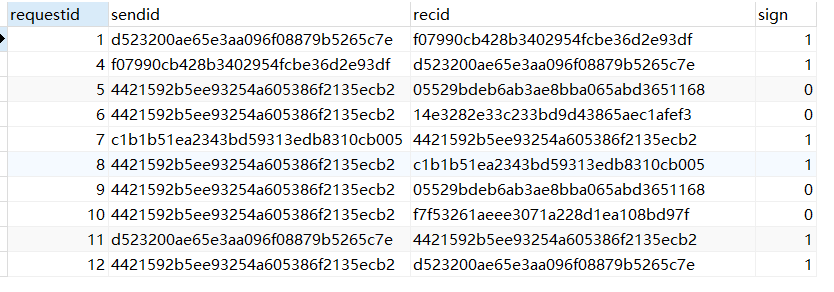 requestid sendid recid sign
1 d523200ae65e3aa096f08879b5265c7e f07990cb428b3402954fcbe36d2e93df 1
4 f07990cb428b3402954fcbe36d2e93df d523200ae65e3aa096f08879b5265c7e 1
5 4421592b5ee93254a605386f2135ecb2 05529bdeb6ab3ae8bba065abd3651168 0
6 4421592b5ee93254a605386f2135ecb2 14e3282e33c233bd9d43865aec1afef3 0
7 c1b1b51ea2343bd59313edb8310cb005 4421592b5ee93254a605386f2135ecb2 1
8 4421592b5ee93254a605386f2135ecb2 c1b1b51ea2343bd59313edb8310cb005 1
9 4421592b5ee93254a605386f2135ecb2 05529bdeb6ab3ae8bba065abd3651168 0
10 4421592b5ee93254a605386f2135ecb2 f7f53261aeee3071a228d1ea108bd97f 0
11 d523200ae65e3aa096f08879b5265c7e 4421592b5ee93254a605386f2135ecb2 1
12 4421592b5ee93254a605386f2135ecb2 d523200ae65e3aa096f08879b5265c7e 1